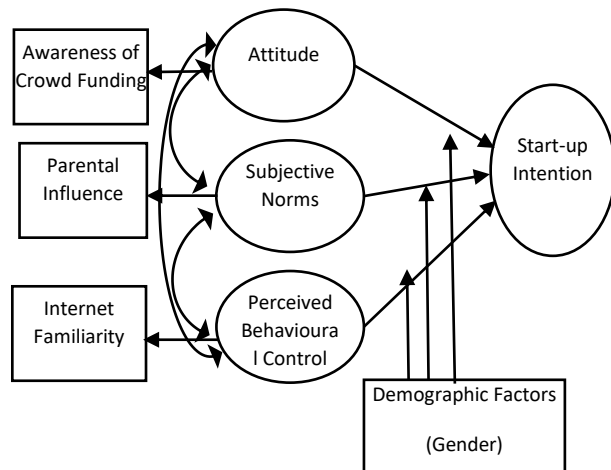 Awareness of
Crowd Funding
Attitude
Start-up
Intention
Parental
Influence
Subjective
Norms
Internet
Familiarity
Perceived
Behavioura
l Control
Demographic Factors
(Gender)